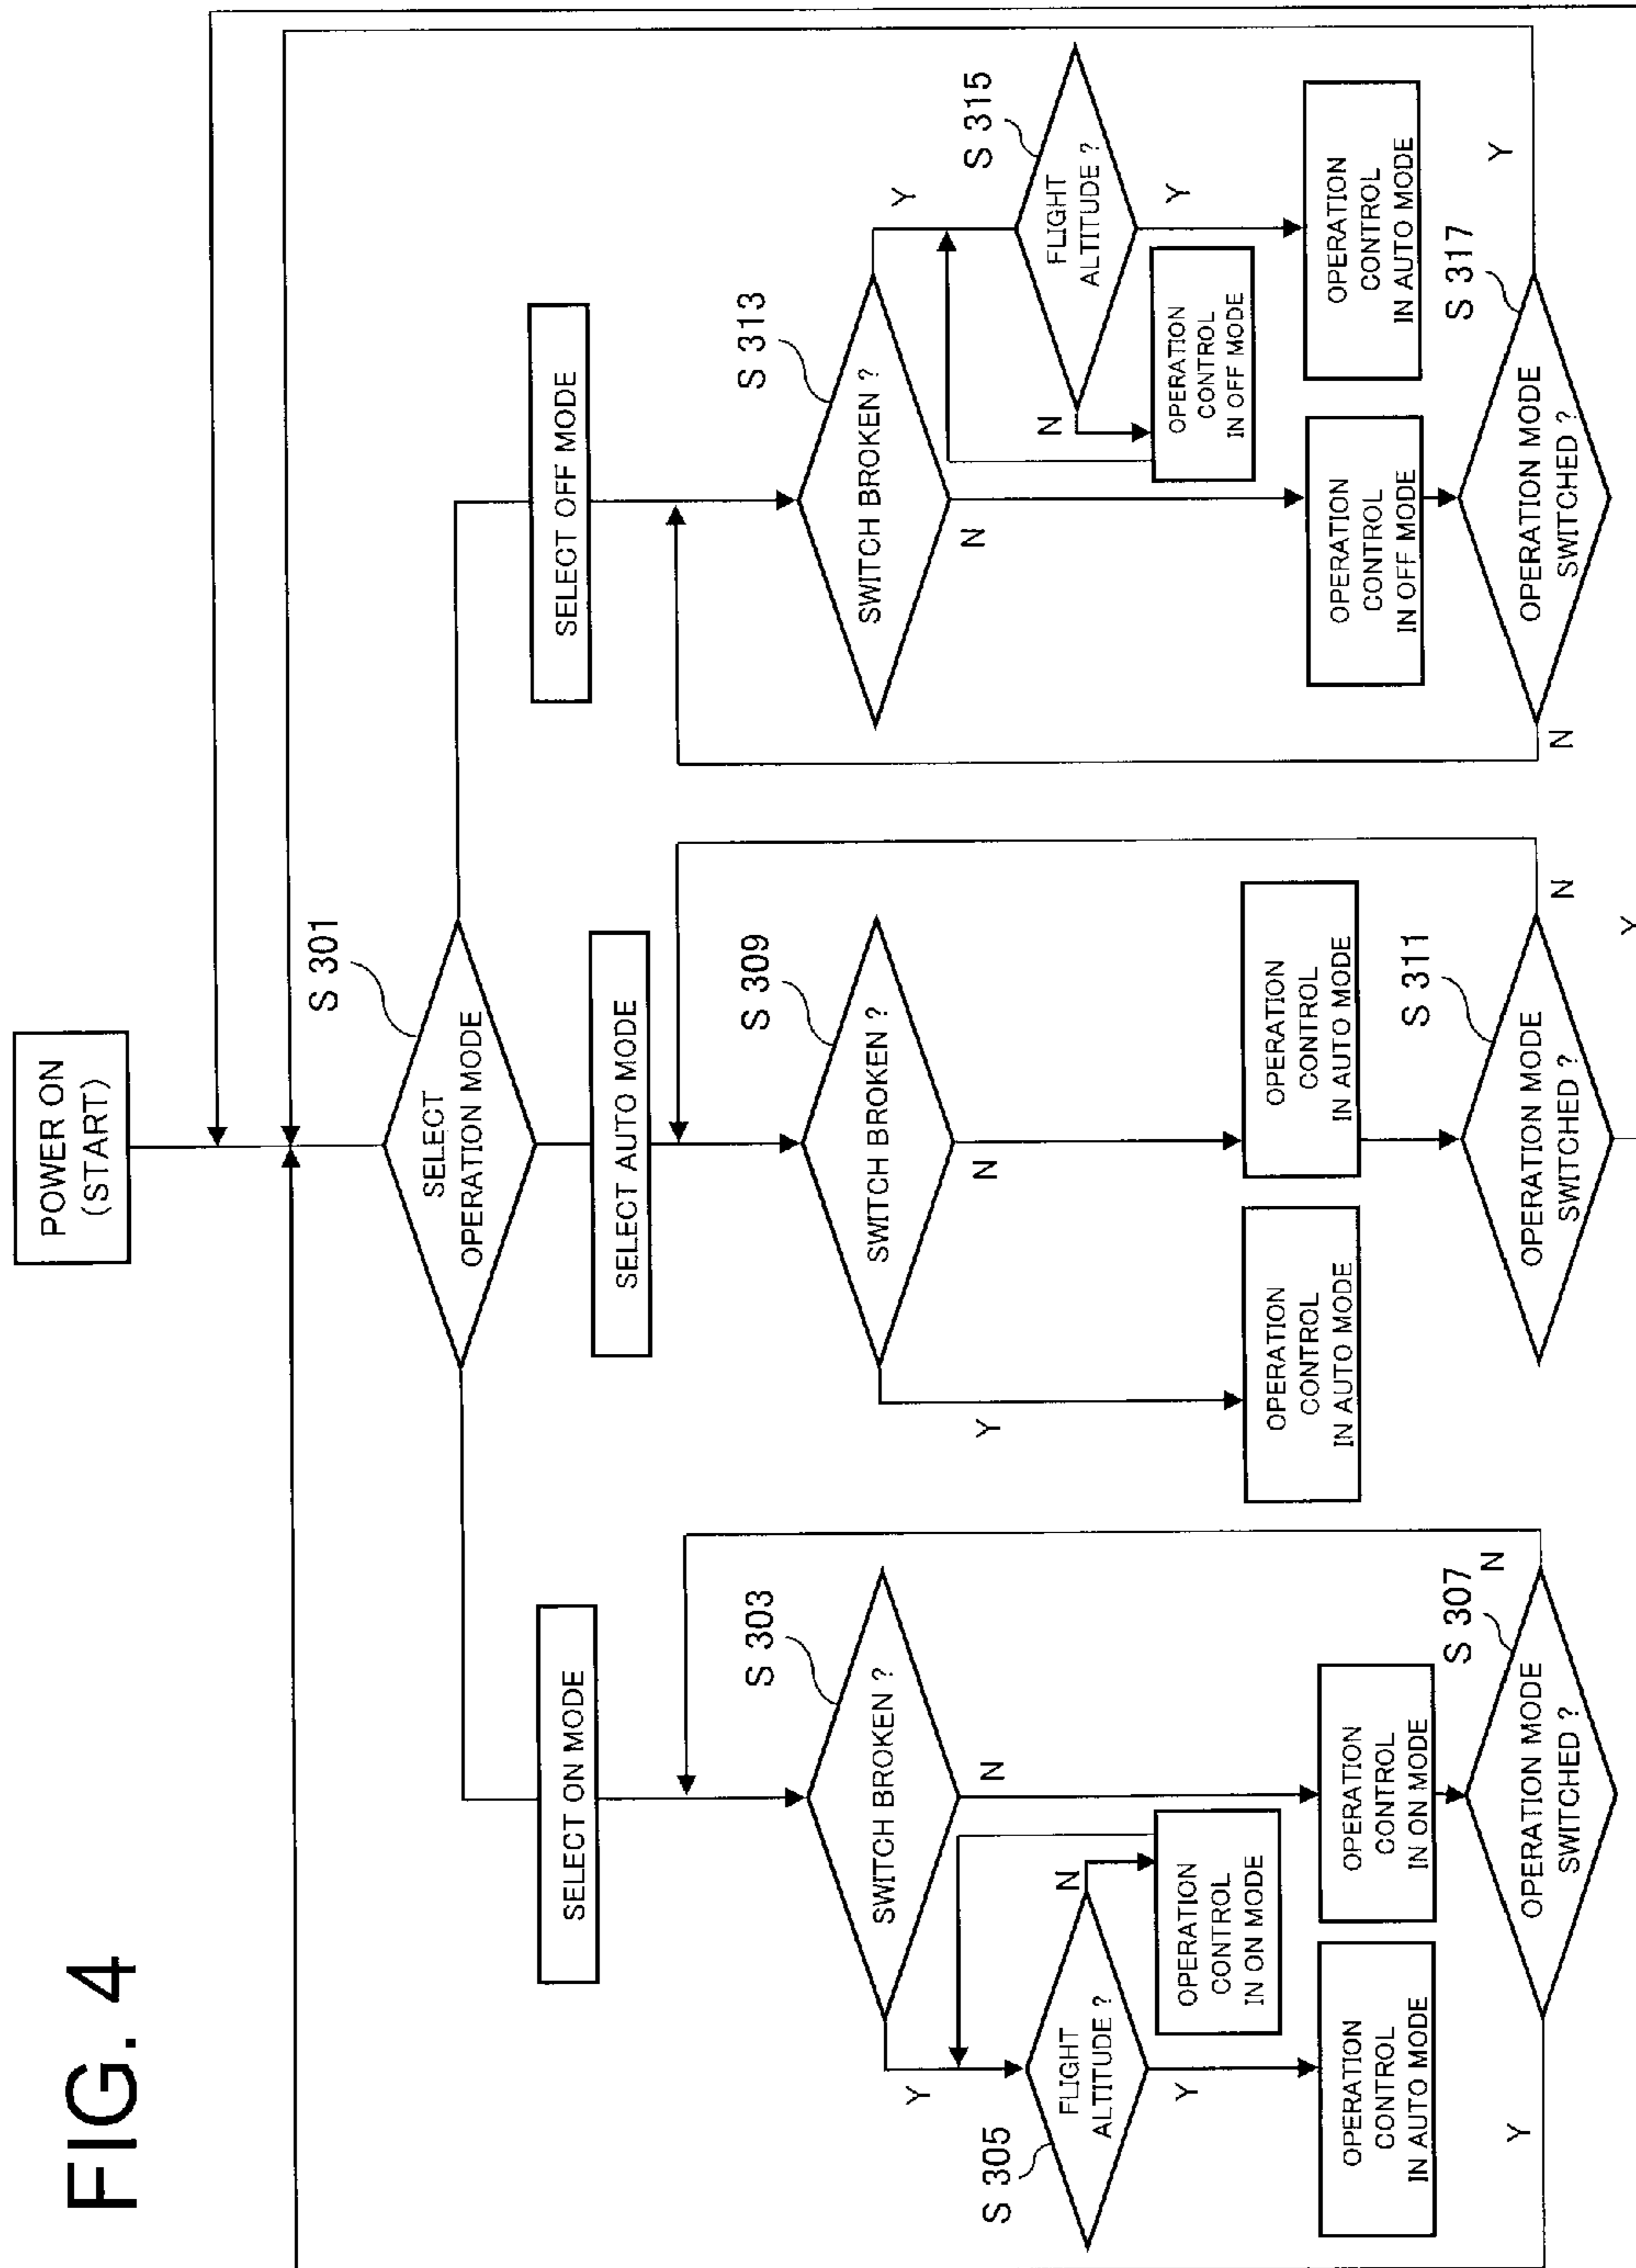 FIG. 4
POWER ON
(START)
S 301
SELECT
OPERATION MODE
SELECT ON MODE
S 303
SWITCH BROKEN ?
Y
N
S 305
FLIGHT
ALTITUDE ?
N
Y
OPERATION
CONTROL
IN ON MODE
OPERATION
CONTROL
IN AUTO MODE
OPERATION
CONTROL
IN ON MODE
S 307
OPERATION MODE
SWITCHED ?
Y
N
SELECT AUTO MODE
S 309
SWITCH BROKEN ?
Y
N
OPERATION
CONTROL
IN AUTO MODE
OPERATION
CONTROL
IN AUTO MODE
S 311
OPERATION MODE
SWITCHED ?
N
Y
SELECT OFF MODE
S 313
SWITCH BROKEN ?
Y
N
S 315
FLIGHT
ALTITUDE ?
N
Y
OPERATION
CONTROL
IN OFF MODE
OPERATION
CONTROL
IN OFF MODE
OPERATION
CONTROL
IN AUTO MODE
S 317
OPERATION MODE
SWITCHED ?
N
Y